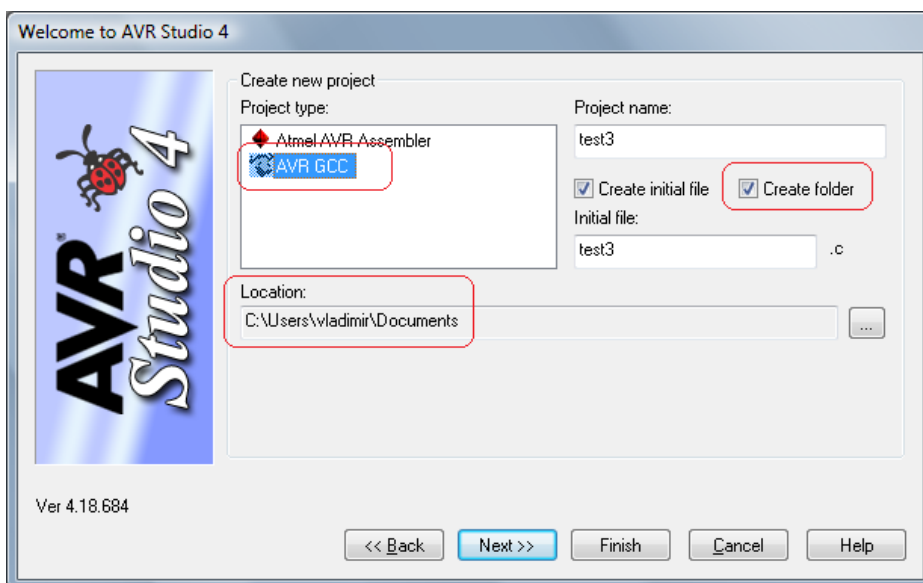 Welcome to AVR Studio 4
AVR® Studio 4
Create new project
Project type:
Atmel AVR Assembler
AVR GCC
Project name:
test3
Create initial file
Create folder
Initial file:
test3
.c
Location:
C:\Users\vladimir\Documents
...
Ver 4.18.684
<< Back
Next >>
Finish
Cancel
Help